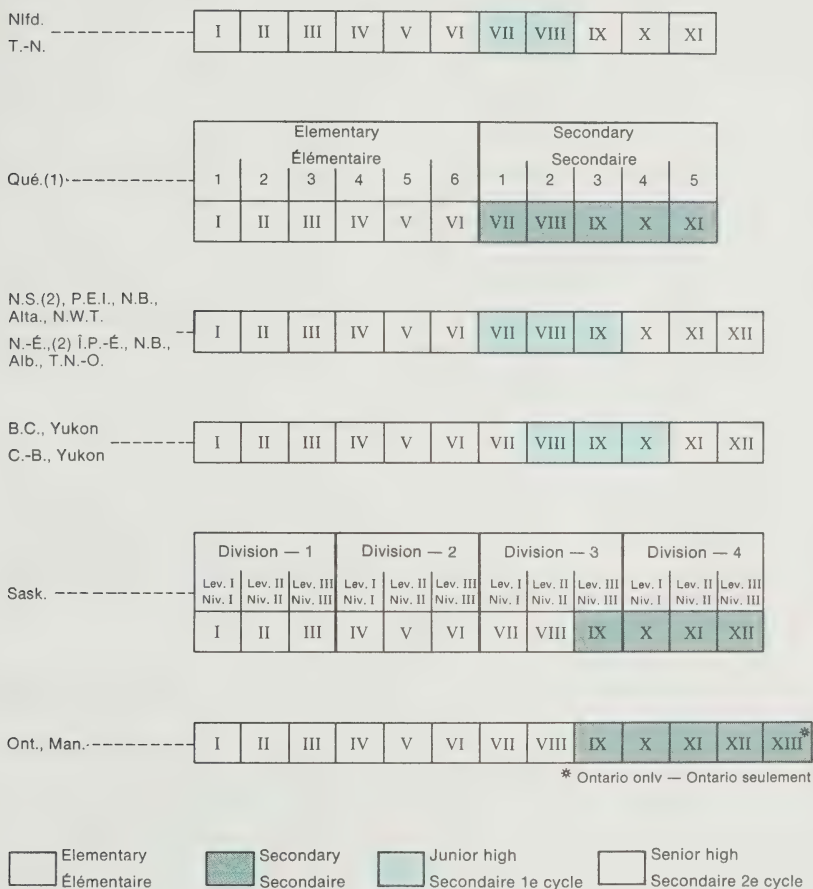 Nlfd.
T.-N.
I II III IV V VI VII VIII IX X XI
Elementary Secondary
Élémentaire Secondaire
Qué.(1) 1 2 3 4 5 6 1 2 3 4 5
I II III IV V VI VII VIII IX X XI
N.S.(2), P.E.I., N.B.,
Alta., N.W.T.
N.-É.,(2) Î.P.-É., N.B.,
Alb., T.N.-O.
I II III IV V VI VII VIII IX X XI XII
B.C., Yukon
C.-B., Yukon
I II III IV V VI VII VIII IX X XI XII
Division — 1 Division — 2 Division — 3 Division — 4
Sask.
Lev. I Lev. II Lev. III Lev. I Lev. II Lev. III Lev. I Lev. II Lev. III Lev. I Lev. II Lev. III
Niv. I Niv. II Niv. III Niv. I Niv. II Niv. III Niv. I Niv. II Niv. III Niv. I Niv. II Niv. III
I II III IV V VI VII VIII IX X XI XII
Ont., Man. I II III IV V VI VII VIII IX X XI XII XIII*
* Ontario only — Ontario seulement
Elementary Secondary Junior high Senior high
Élémentaire Secondaire Secondaire 1e cycle Secondaire 2e cycle